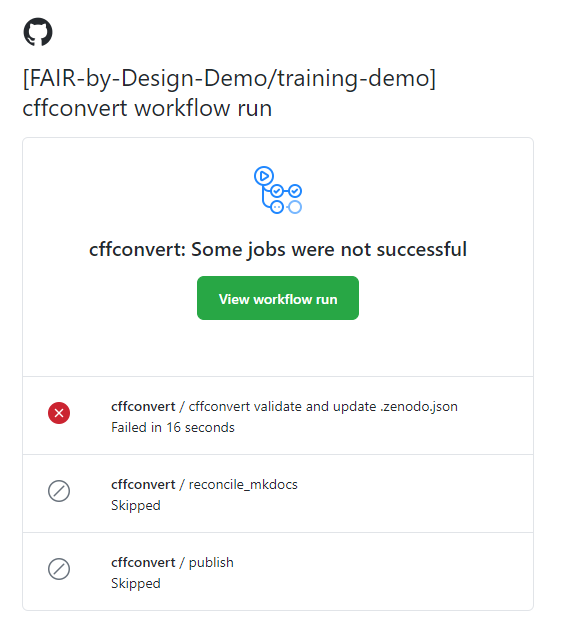 [FAIR-by-Design-Demo/training-demo]
cffconvert workflow run
cffconvert: Some jobs were not successful
View workflow run
cffconvert / cffconvert validate and update .zenodo.json
Failed in 16 seconds
cffconvert / reconcile_mkdocs
Skipped
cffconvert / publish
Skipped